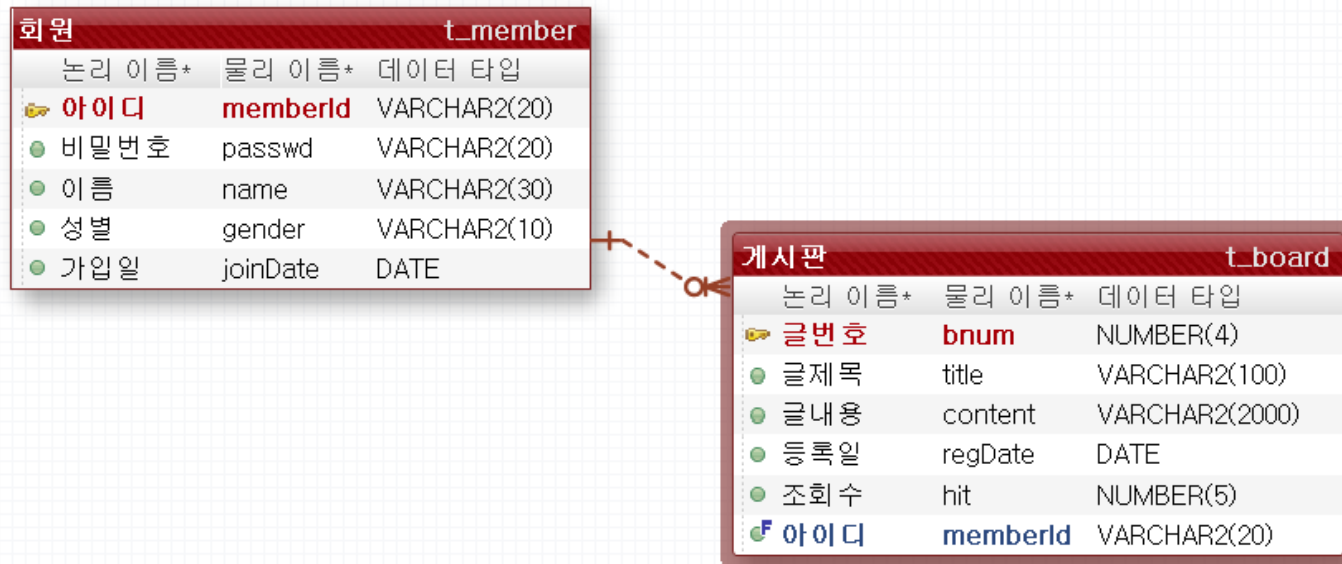 회원 t_member
논리 이름* 물리 이름* 데이터 타입
아이디 memberId VARCHAR2(20)
비밀번호 passwd VARCHAR2(20)
이름 name VARCHAR2(30)
성별 gender VARCHAR2(10)
가입일 joinDate DATE
게시판 t_board
논리 이름* 물리 이름* 데이터 타입
글번호 bnum NUMBER(4)
글제목 title VARCHAR2(100)
글내용 content VARCHAR2(2000)
등록일 regDate DATE
조회수 hit NUMBER(5)
F 아이디 memberId VARCHAR2(20)